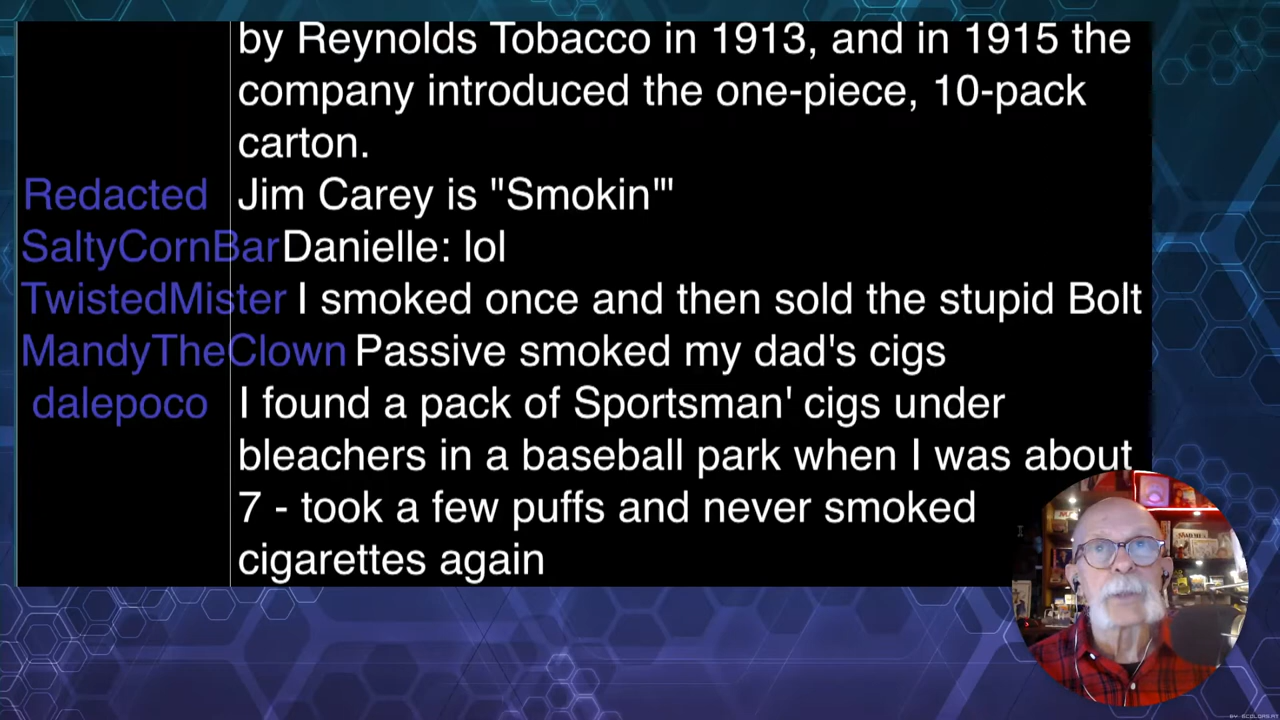 by Reynolds Tobacco in 1913, and in 1915 the
company introduced the one-piece, 10-pack
carton.
Redacted Jim Carey is "Smokin'"
SaltyCornBar Danielle: lol
TwistedMister I smoked once and then sold the stupid Bolt
MandyTheClown Passive smoked my dad's cigs
dalepoco I found a pack of Sportsman' cigs under
bleachers in a baseball park when I was about
7 - took a few puffs and never smoked
cigarettes again